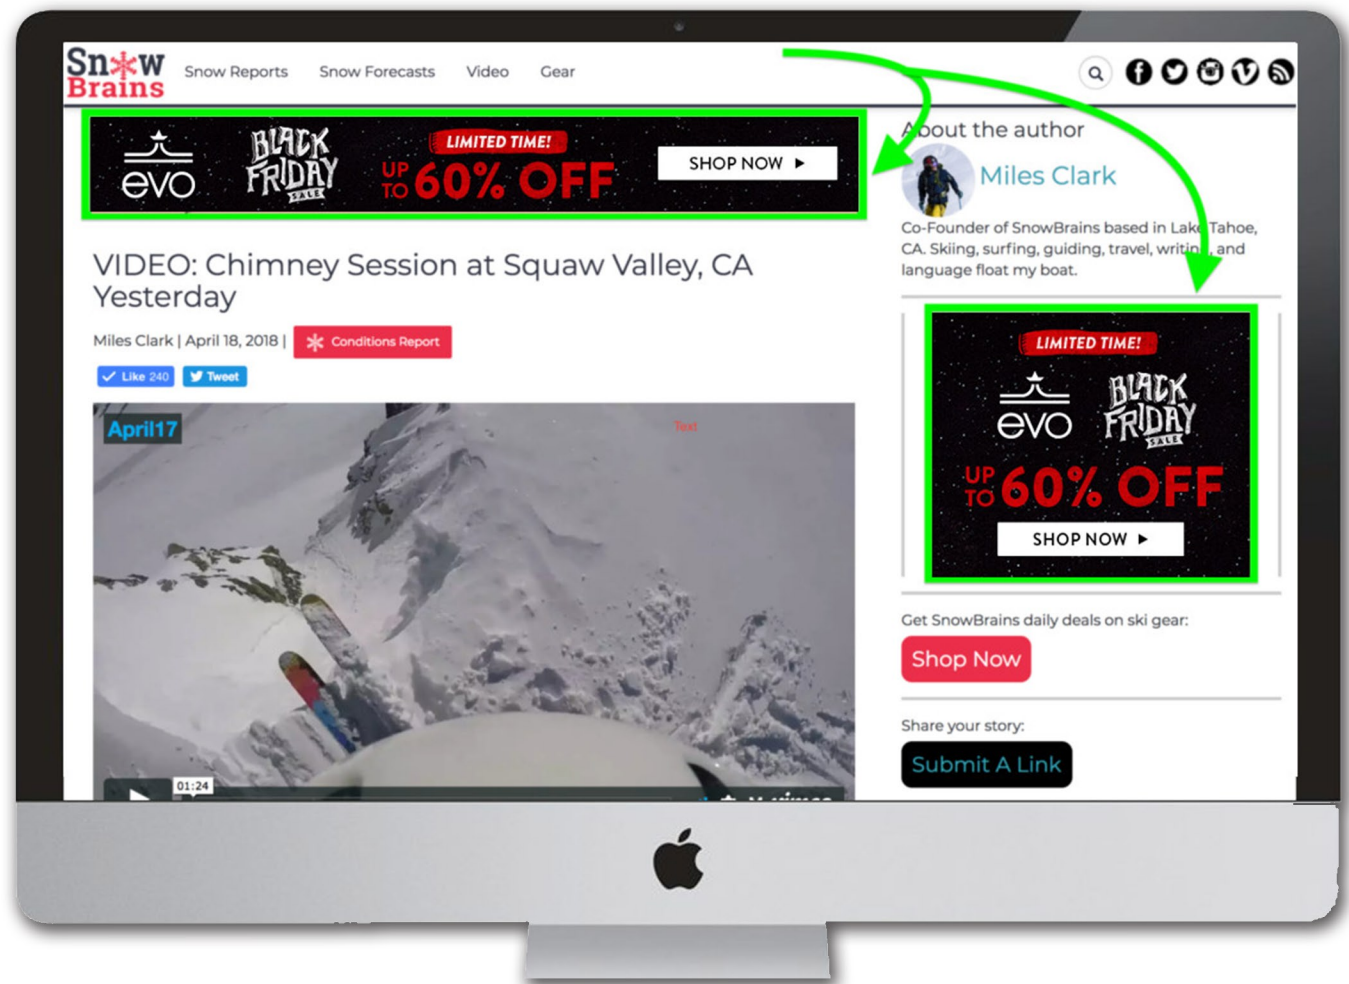 Snow
Brains
Snow Reports
Snow Forecasts
Video
Gear
evo
BLACK
FRIDAY
SALE
LIMITED TIME!
UP TO 60% OFF
SHOP NOW
VIDEO: Chimney Session at Squaw Valley, CA
Yesterday
Miles Clark | April 18, 2018 |
Conditions Report
Like 240
Tweet
April17
Text
01:24
About the author
Miles Clark
Co-Founder of SnowBrains based in Lake Tahoe,
CA. Skiing, surfing, guiding, travel, writing, and
language float my boat.
LIMITED TIME!
evo
BLACK
FRIDAY
SALE
UP TO 60% OFF
SHOP NOW
Get SnowBrains daily deals on ski gear:
Shop Now
Share your story:
Submit A Link